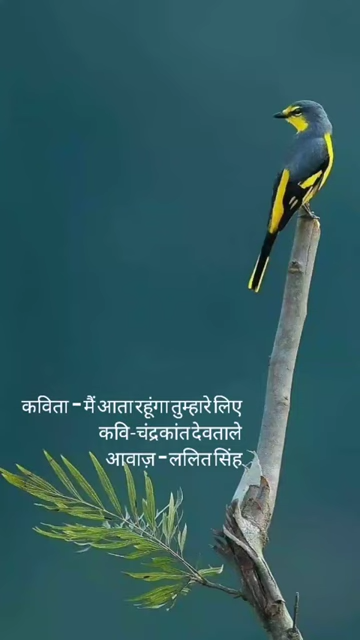 कविता - मैं आता रहूंगा तुम्हारे लिए
कवि-चंद्रकांत देवताले
आवाज़ - ललित सिंह